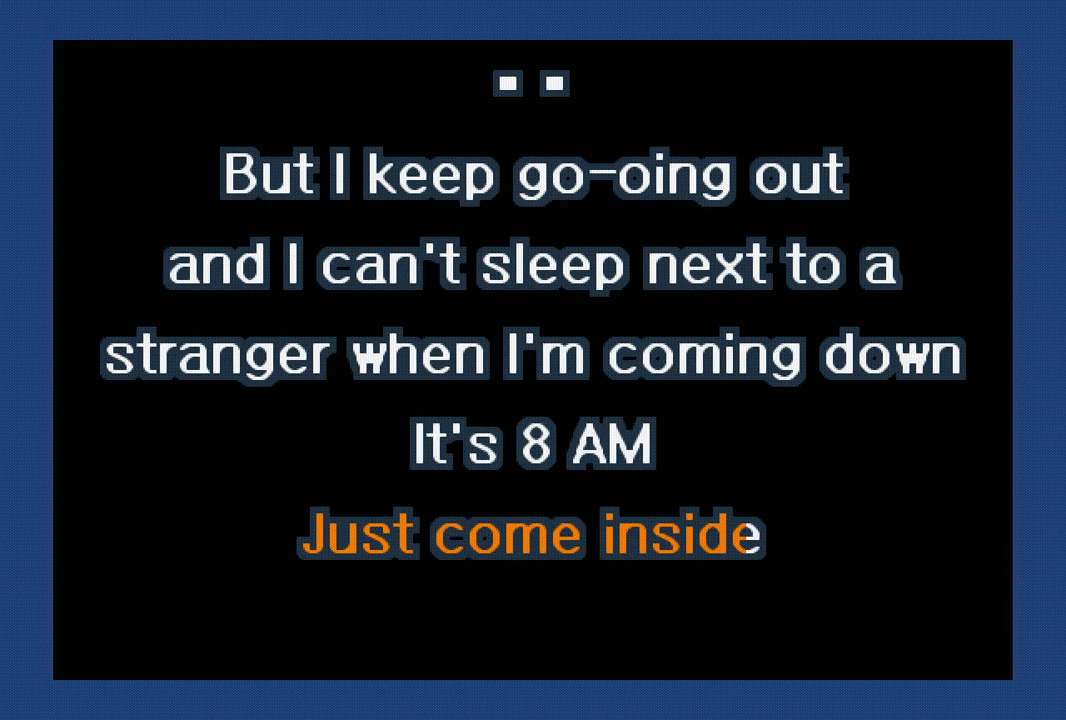 But I keep go-oing out
and I can't sleep next to a
stranger when I'm coming down
It's 8 AM
Just come inside